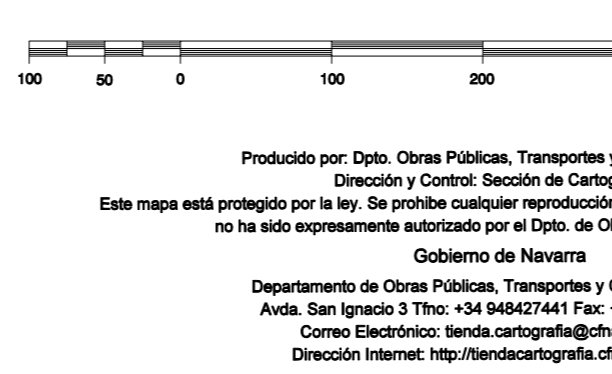 100 50 0 100 200
Producido por: Dpto. Obras Públicas, Transportes y
Dirección y Control: Sección de Cartog
Este mapa está protegido por la ley. Se prohibe cualquier reproducción
no ha sido expresamente autorizado por el Dpto. de Ob
Gobierno de Navarra
Departamento de Obras Públicas, Transportes y C
Avda. San Ignacio 3 Tfno: +34 948427441 Fax: +
Correo Electrónico: tienda.cartografia@cfna
Dirección Internet: http://tiendacartografia.cfn